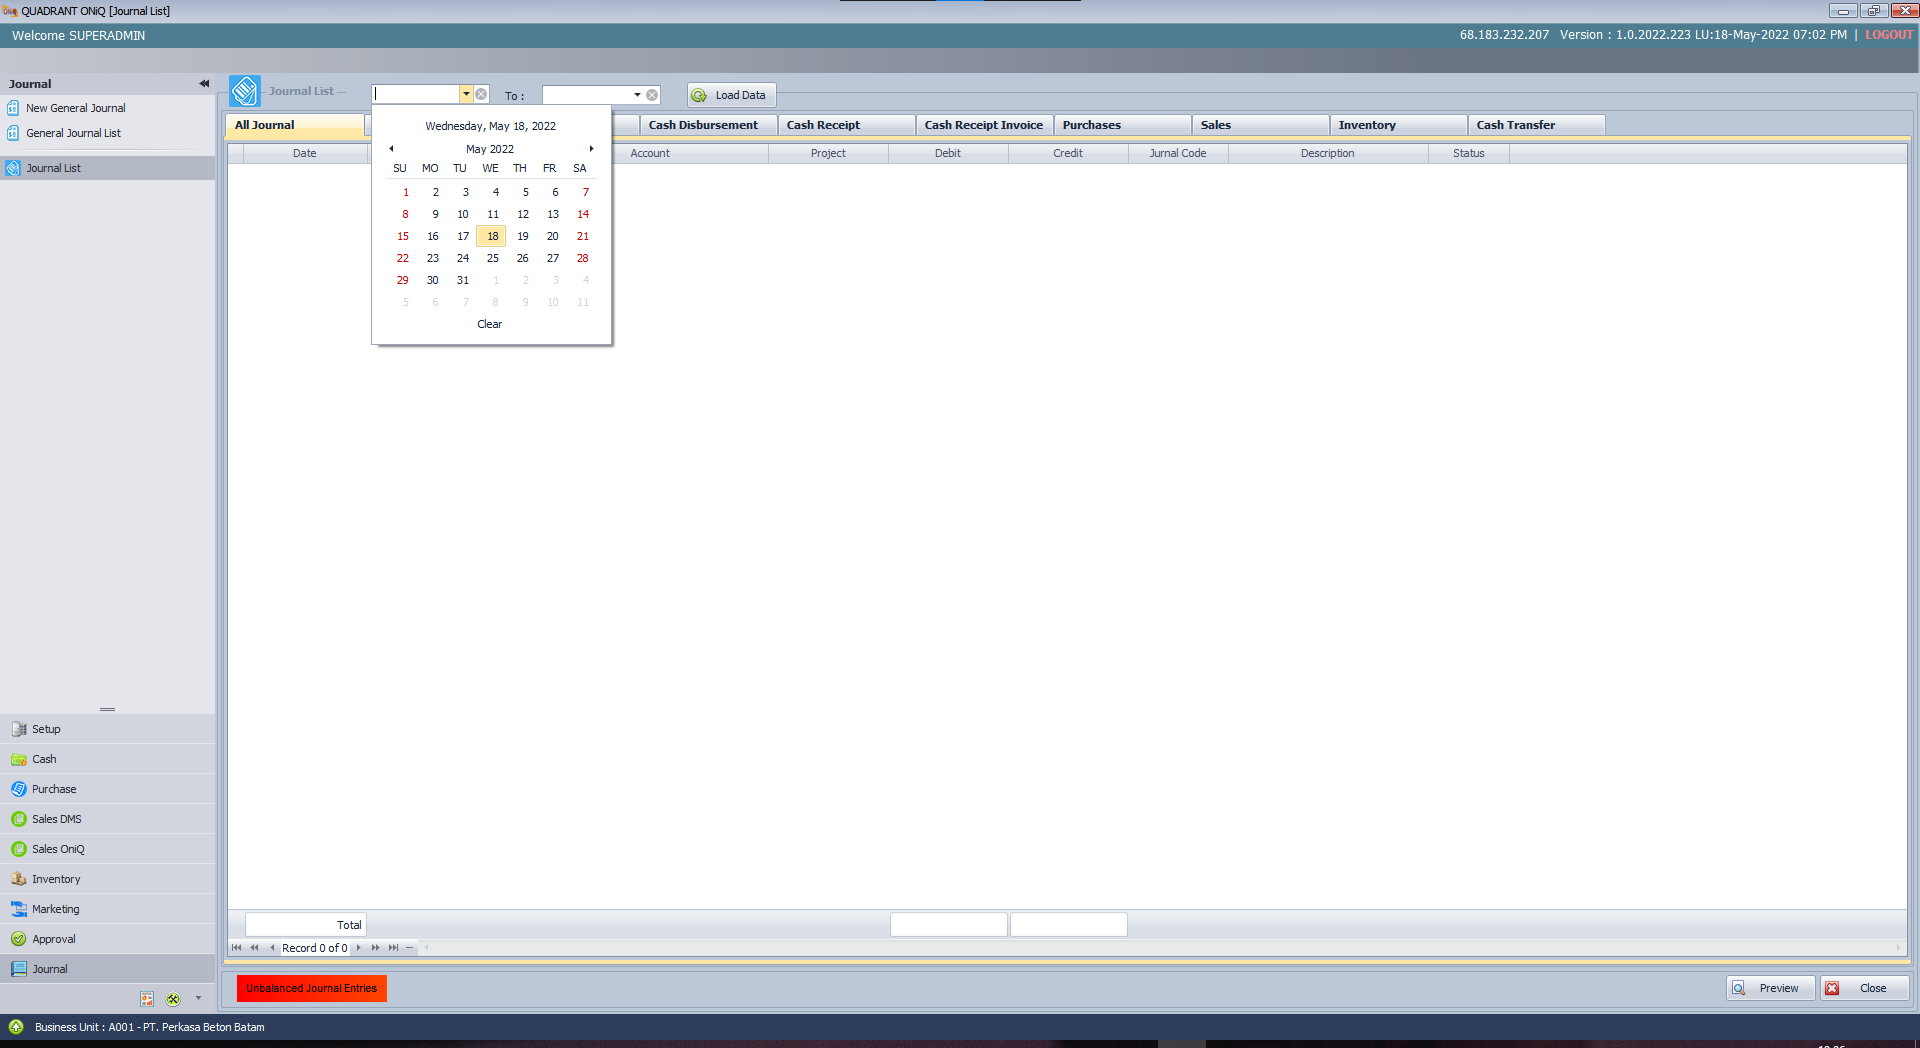 QUADRANT ONiQ [Journal List]
Welcome SUPERADMIN
68.183.232.207 Version : 1.0.2022.223 LU:18-May-2022 07:02 PM | LOGOUT
Journal
New General Journal
General Journal List
Journal List
Journal List
To :
Load Data
All Journal
Cash Disbursement
Cash Receipt
Cash Receipt Invoice
Purchases
Sales
Inventory
Cash Transfer
Date
Account
Project
Debit
Credit
Jurnal Code
Description
Status
Wednesday, May 18, 2022
May 2022
SU MO TU WE TH FR SA
1 2 3 4 5 6 7
8 9 10 11 12 13 14
15 16 17 18 19 20 21
22 23 24 25 26 27 28
29 30 31 1 2 3 4
5 6 7 8 9 10 11
Clear
Setup
Cash
Purchase
Sales DMS
Sales OniQ
Inventory
Marketing
Approval
Journal
Total
Record 0 of 0
Unbalanced Journal Entries
Preview
Close
Business Unit : A001 - PT. Perkasa Beton Batam